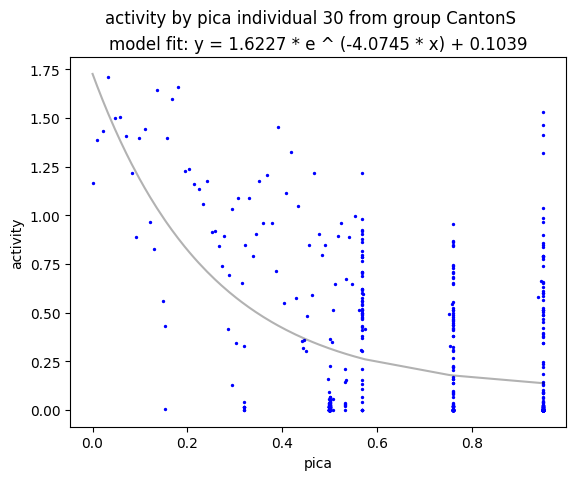 activity by pica individual 30 from group CantonS
model fit: y = 1.6227 * e ^ (-4.0745 * x) + 0.1039
1.75
1.50
1.25
1.00
0.75
0.50
0.25
0.00
activity
0.0 0.2 0.4 0.6 0.8
pica